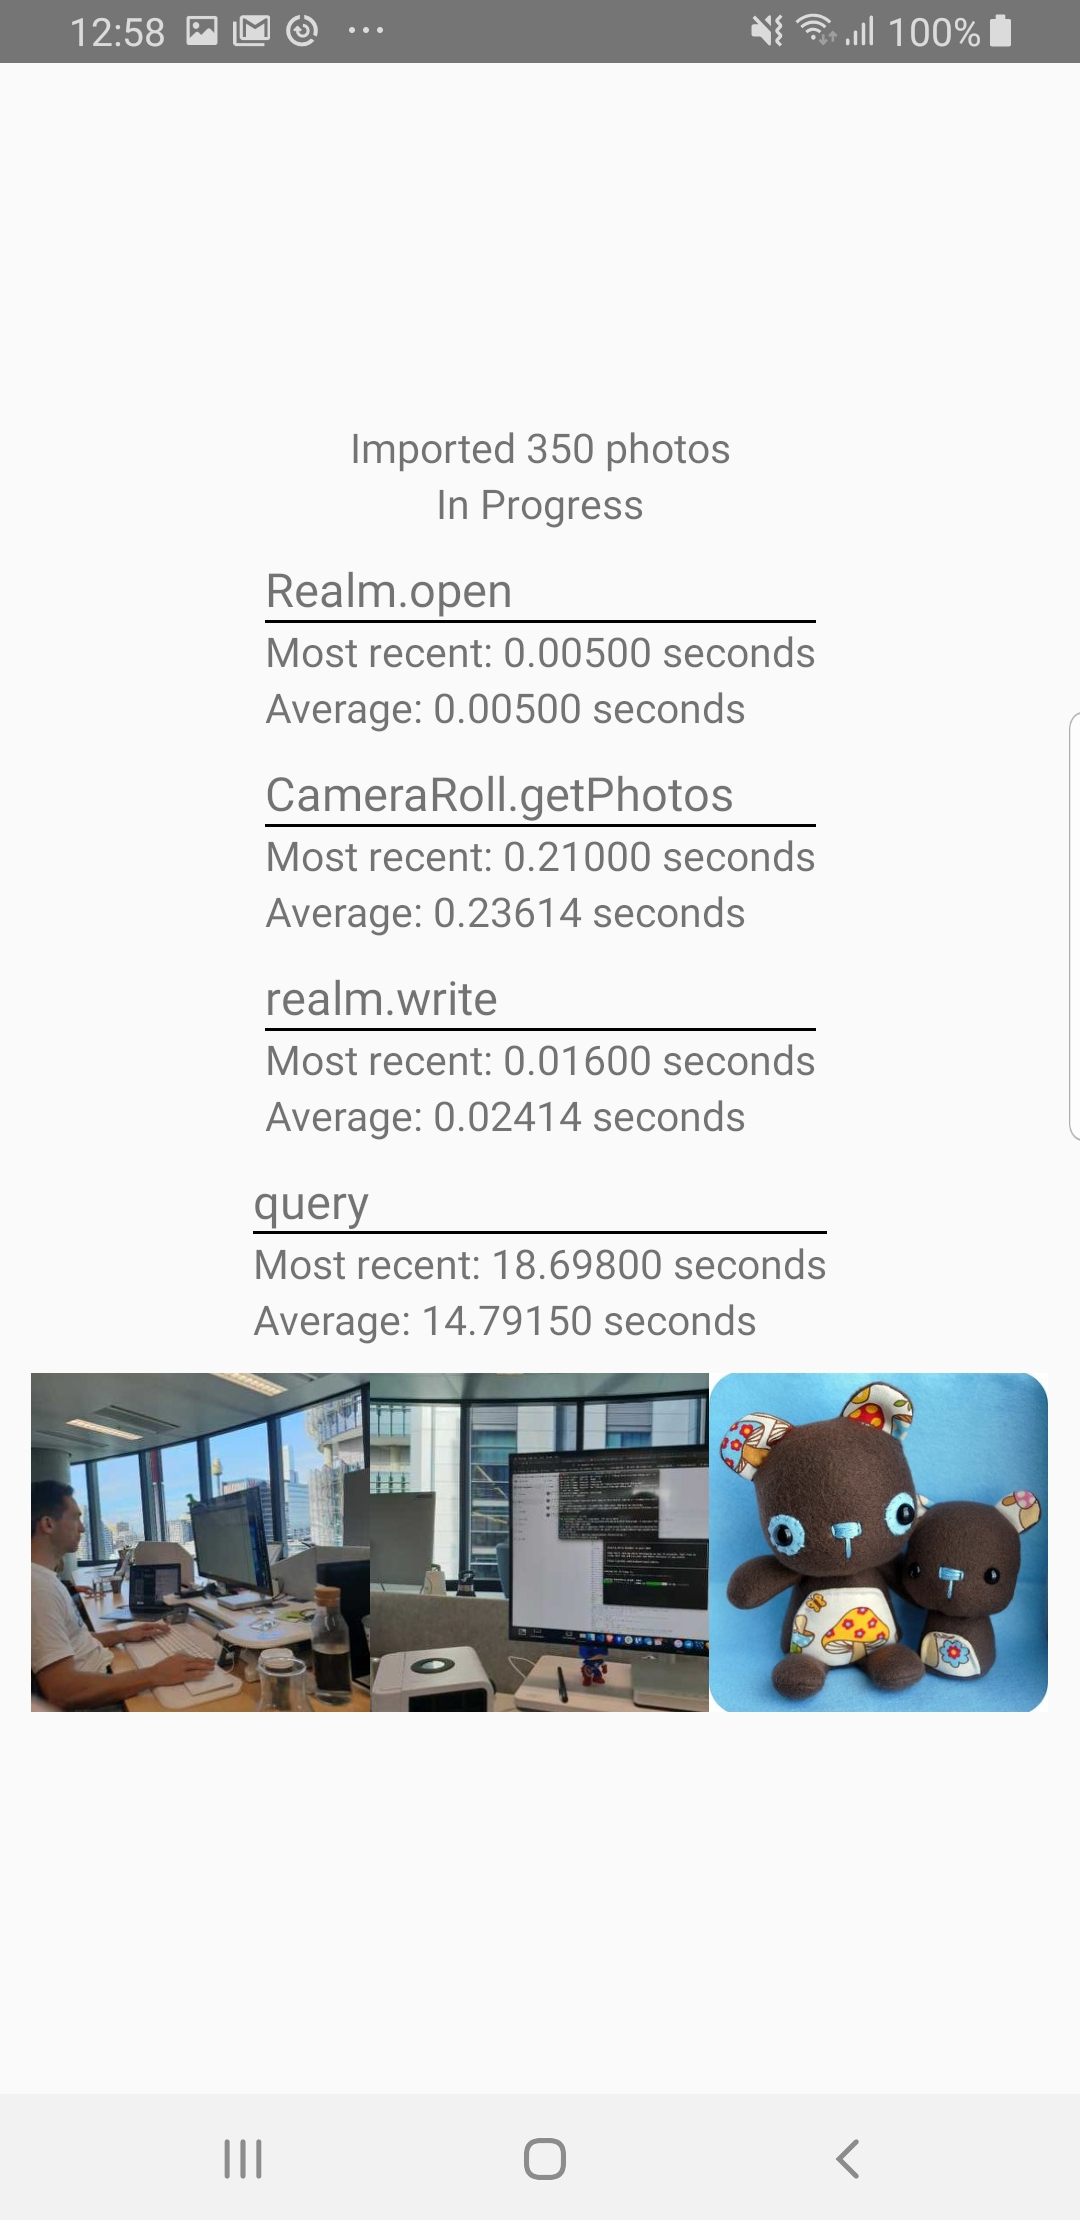 12:58
100%
Imported 350 photos
In Progress
Realm.open
Most recent: 0.00500 seconds
Average: 0.00500 seconds
CameraRoll.getPhotos
Most recent: 0.21000 seconds
Average: 0.23614 seconds
realm.write
Most recent: 0.01600 seconds
Average: 0.02414 seconds
query
Most recent: 18.69800 seconds
Average: 14.79150 seconds